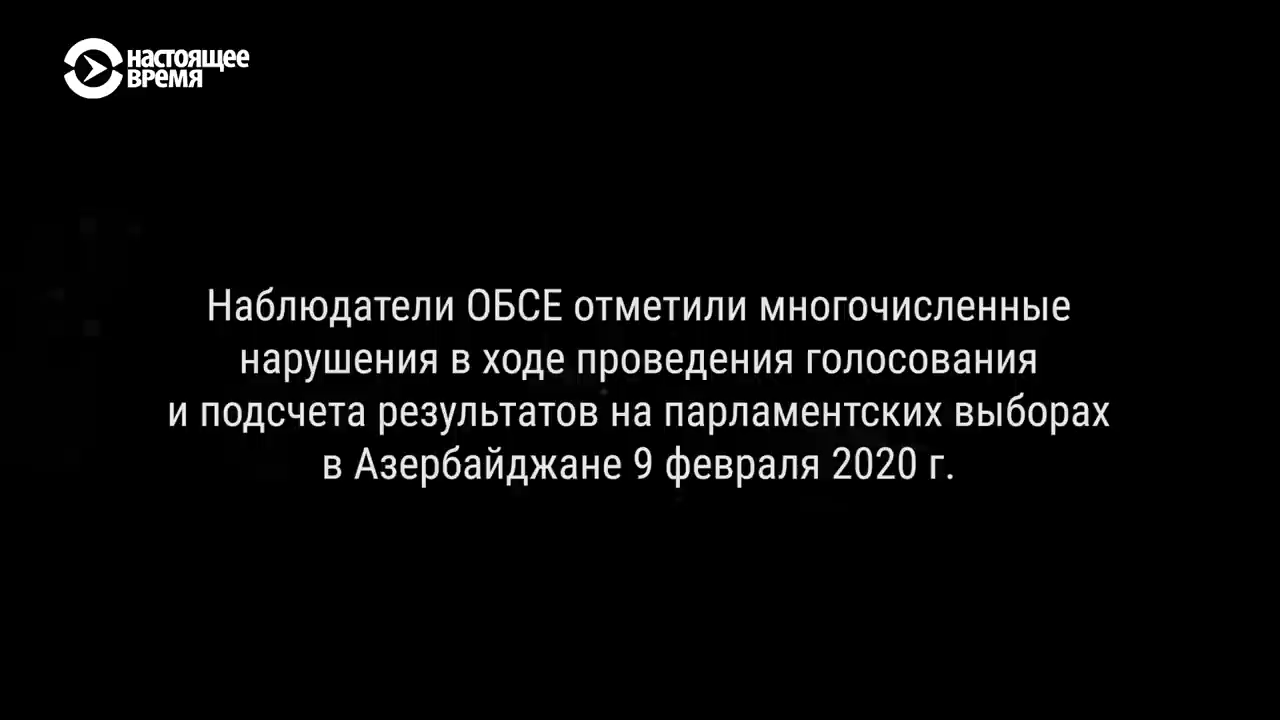 НАСТОЯЩЕЕ
ВРЕМЯ
Наблюдатели ОБСЕ отметили многочисленные
нарушения в ходе проведения голосования
и подсчета результатов на парламентских выборах
в Азербайджане 9 февраля 2020 г.